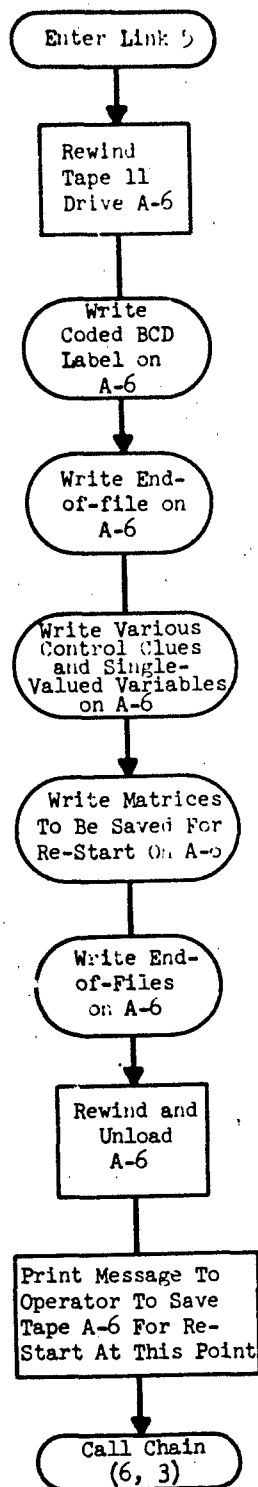 Enter Link 5
Rewind
Tape 11
Drive A-6
Write
Coded BCD
Label on
A-6
Write End-
of-file on
A-6
Write Various
Control Clues
and Single-
Valued Variables
on A-6
Write Matrices
To Be Saved For
Re-Start On A-6
Write End-
of-Files
on A-6
Rewind and
Unload
A-6
Print Message To
Operator To Save
Tape A-6 For Re-
Start At This Point
Call Chain
(6, 3)